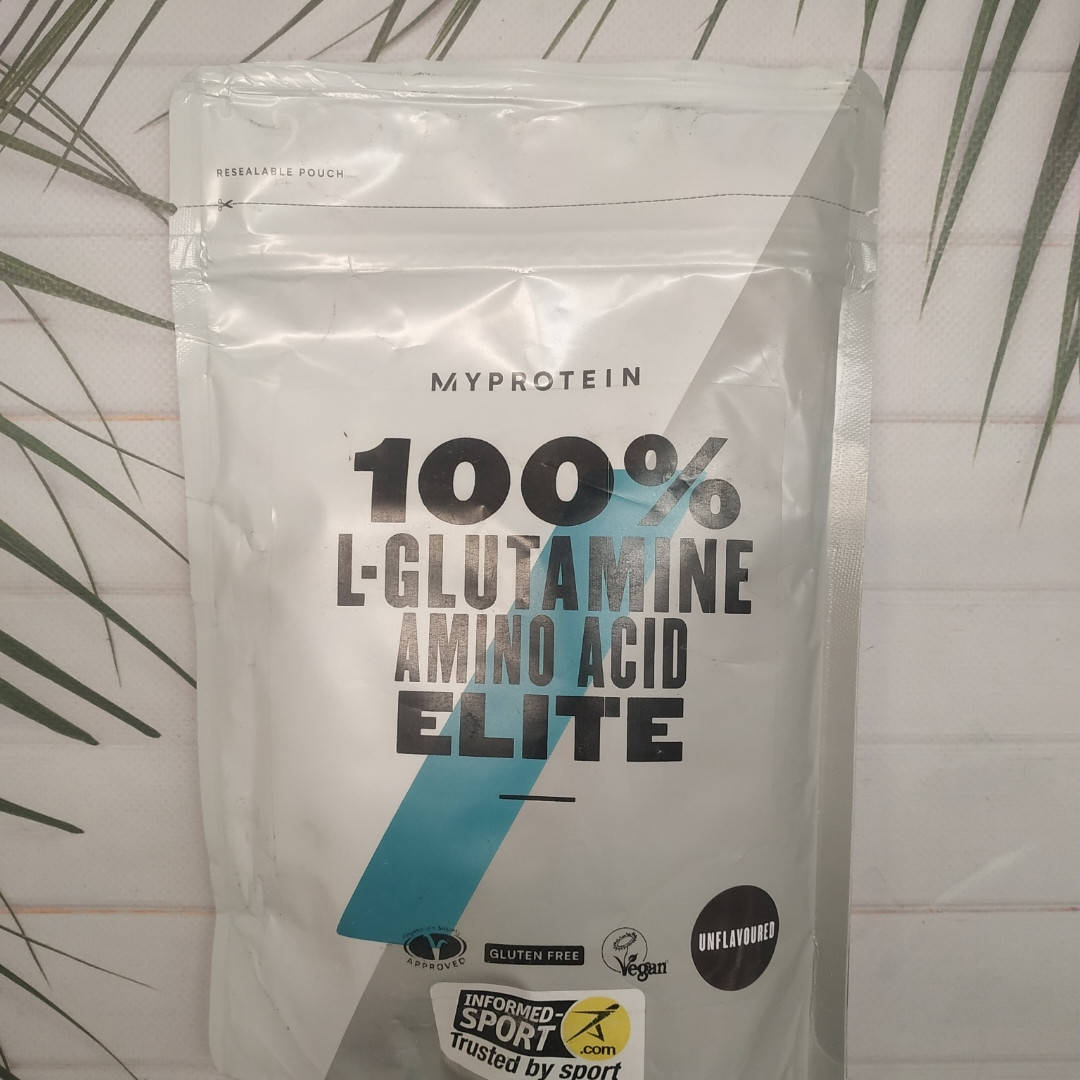 RESEALABLE POUCH
MYPROTEIN
100%
L-GLUTAMINE
AMINO ACID
ELITE
UNFLAVOURED
APPROVED
GLUTEN FREE
Vegan
INFORMED-
SPORT
.com
Trusted by sport